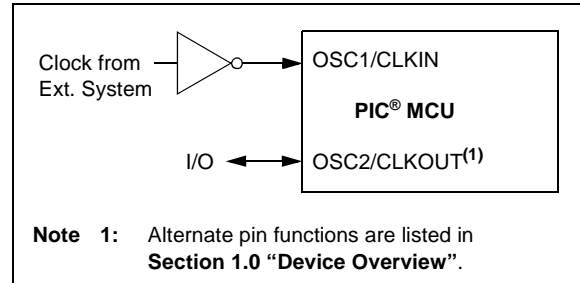 Clock from
Ext. System
OSC1/CLKIN
PIC® MCU
I/O
OSC2/CLKOUT(1)
Note 1: Alternate pin functions are listed in
Section 1.0 “Device Overview”.